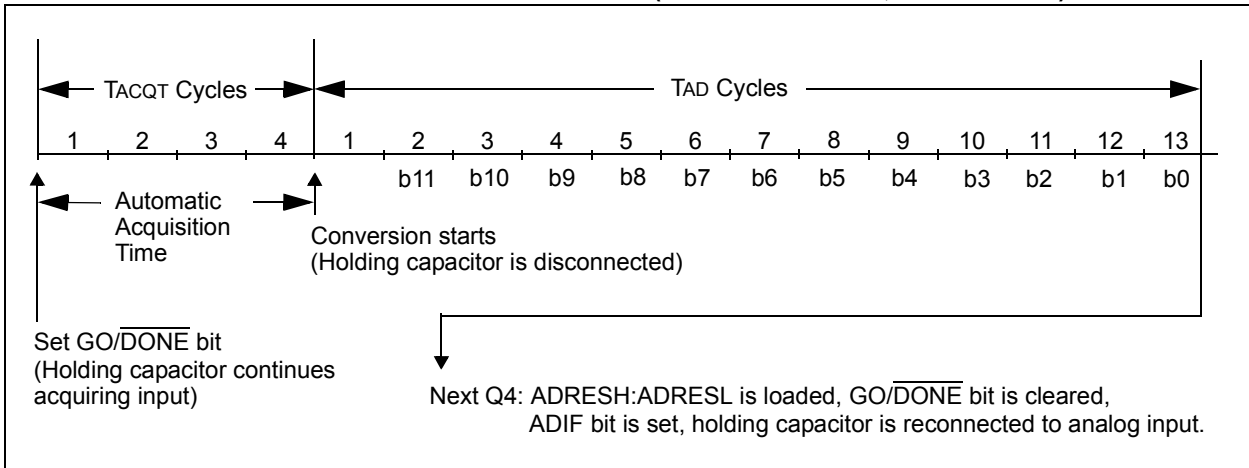 TACQT Cycles TAD Cycles
1 2 3 4 1 2 3 4 5 6 7 8 9 10 11 12 13
b11 b10 b9 b8 b7 b6 b5 b4 b3 b2 b1 b0
Automatic
Acquisition
Time
Conversion starts
(Holding capacitor is disconnected)
Set GO/DONE bit
(Holding capacitor continues
acquiring input)
Next Q4: ADRESH:ADRESL is loaded, GO/DONE bit is cleared,
ADIF bit is set, holding capacitor is reconnected to analog input.